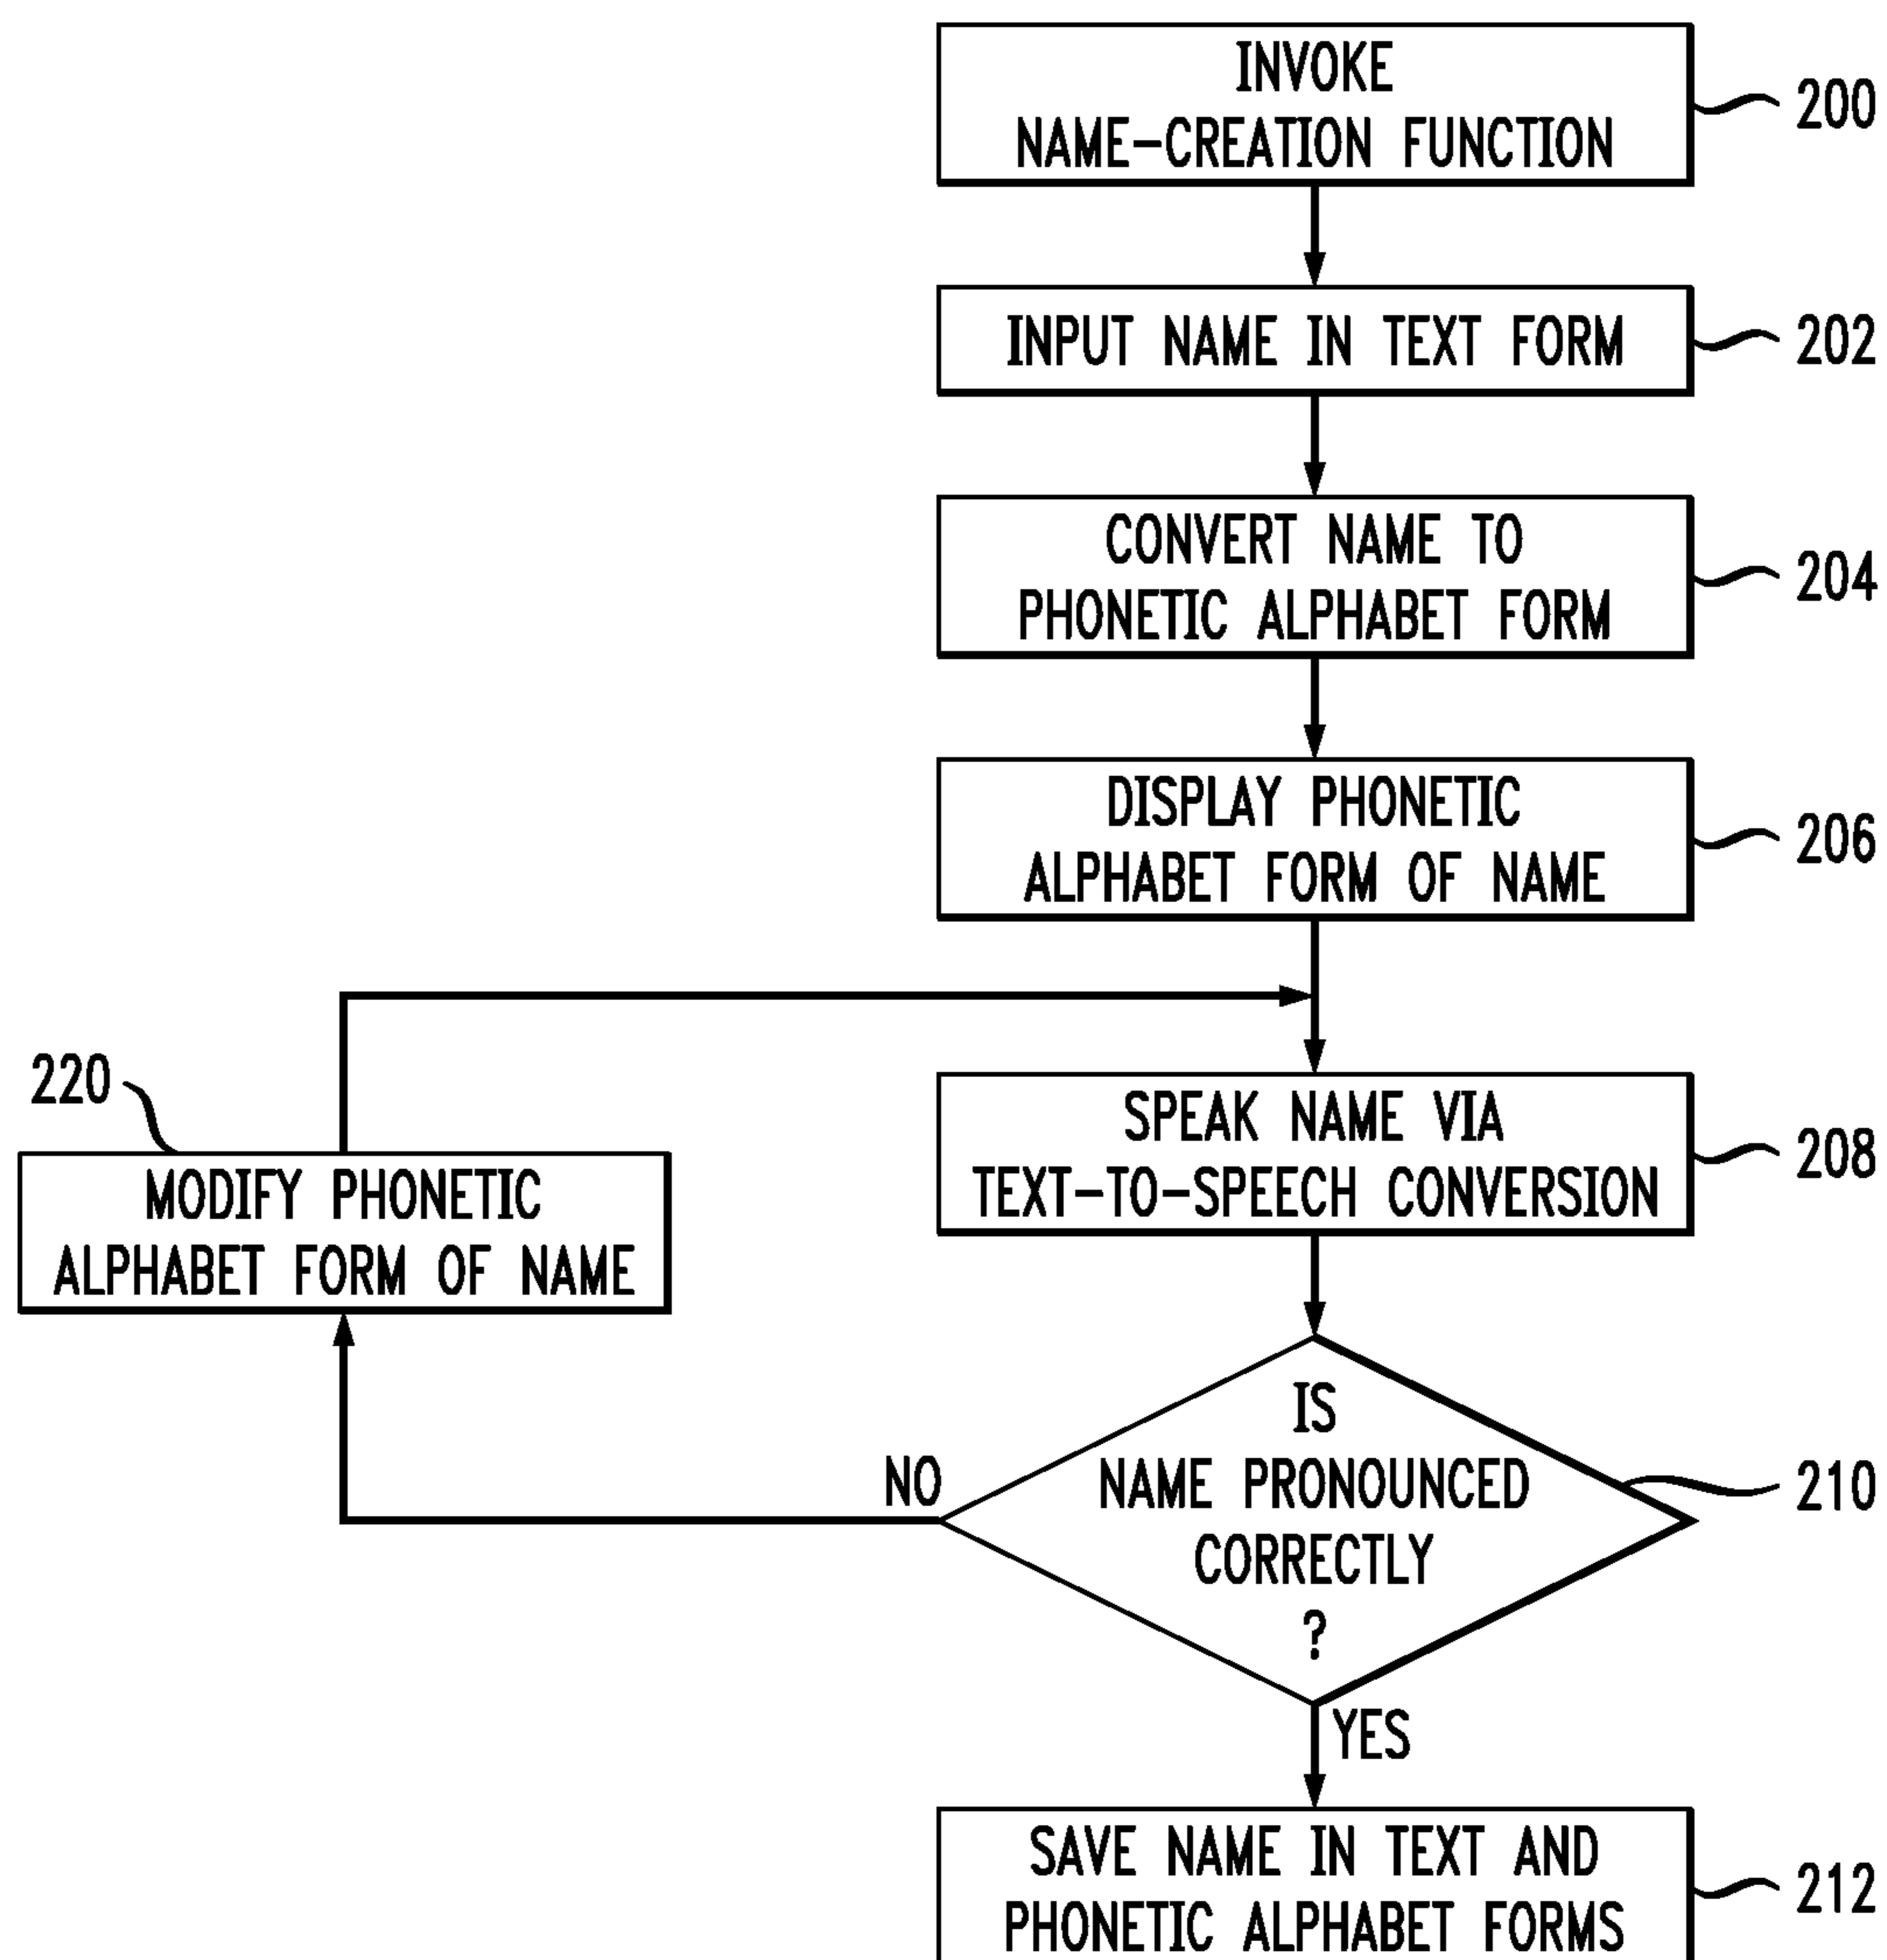 INVOKE
NAME-CREATION FUNCTION
200
INPUT NAME IN TEXT FORM
202
CONVERT NAME TO
PHONETIC ALPHABET FORM
204
DISPLAY PHONETIC
ALPHABET FORM OF NAME
206
SPEAK NAME VIA
TEXT-TO-SPEECH CONVERSION
208
220
MODIFY PHONETIC
ALPHABET FORM OF NAME
IS
NAME PRONOUNCED
CORRECTLY
?
210
NO
YES
SAVE NAME IN TEXT AND
PHONETIC ALPHABET FORMS
212